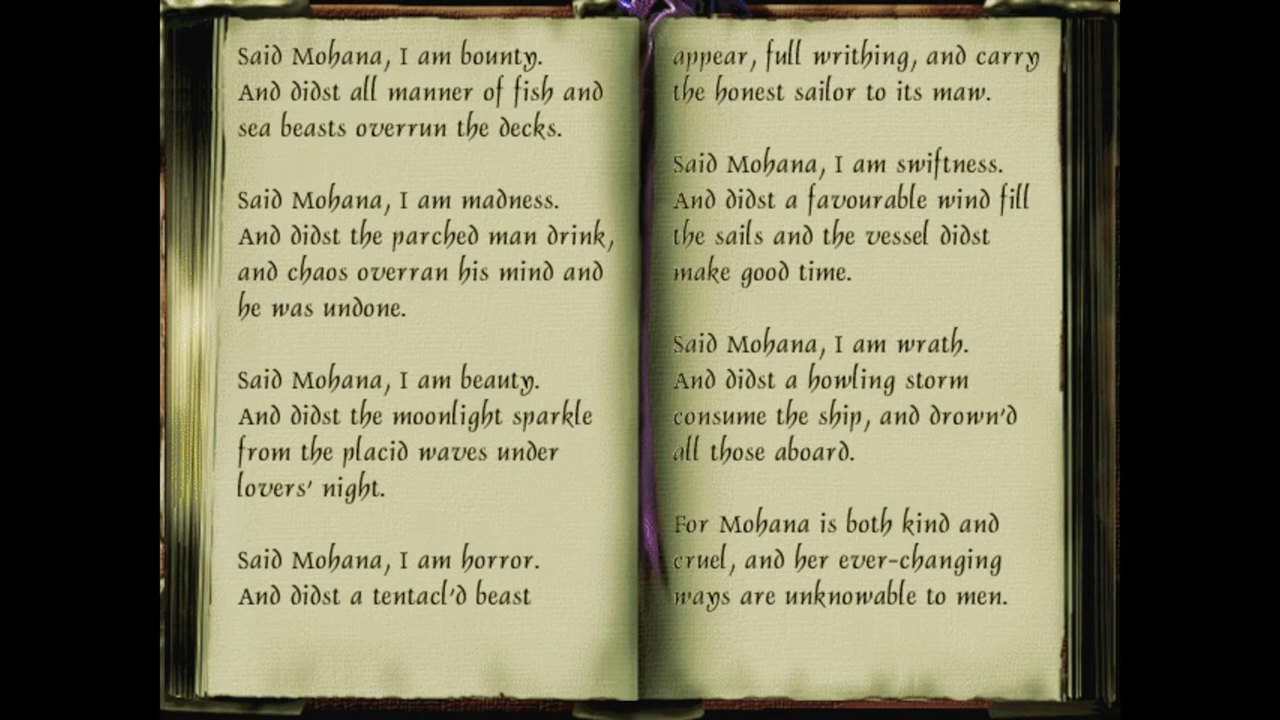 Said Mohana, I am bounty.
And didst all manner of fish and
sea beasts overrun the decks.
Said Mohana, I am madness.
And didst the parched man drink,
and chaos overran his mind and
he was undone.
Said Mohana, I am beauty.
And didst the moonlight sparkle
from the placid waves under
lovers' night.
Said Mohana, I am horror.
And didst a tentacl'd beast
appear, full writhing, and carry
the honest sailor to its maw.
Said Mohana, I am swiftness.
And didst a favourable wind fill
the sails and the vessel didst
make good time.
Said Mohana, I am wrath.
And didst a howling storm
consume the ship, and drown'd
all those aboard.
For Mohana is both kind and
cruel, and her ever-changing
ways are unknowable to men.